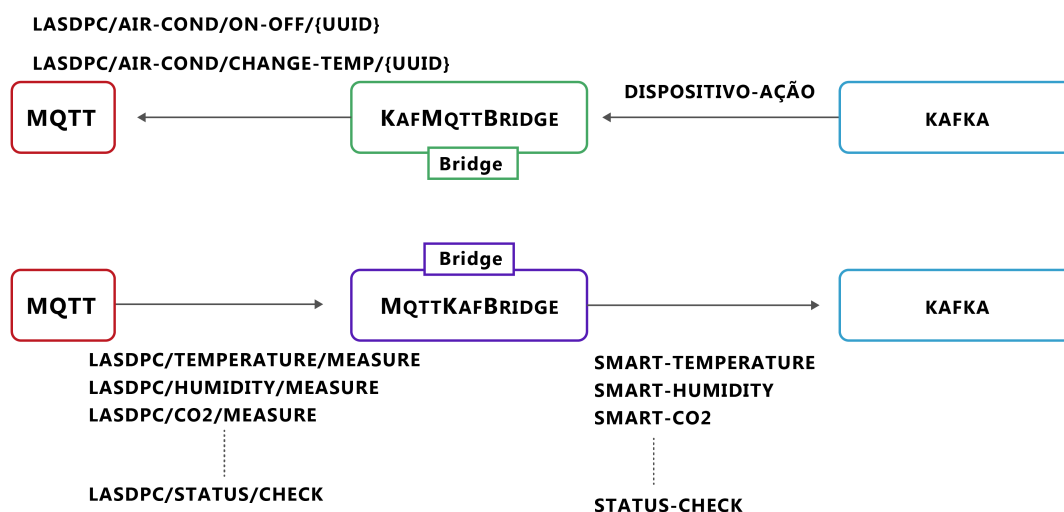 LASDPC/AIR-COND/ON-OFF/{UUID}
LASDPC/AIR-COND/CHANGE-TEMP/{UUID}
DISPOSITIVO-AÇÃO
MQTT
KAFMQTTBRIDGE
KAFKA
Bridge
Bridge
MQTT
MQTTKAFBRIDGE
KAFKA
LASDPC/TEMPERATURE/MEASURE
LASDPC/HUMIDITY/MEASURE
LASDPC/CO2/MEASURE
LASDPC/STATUS/CHECK
SMART-TEMPERATURE
SMART-HUMIDITY
SMART-CO2
STATUS-CHECK